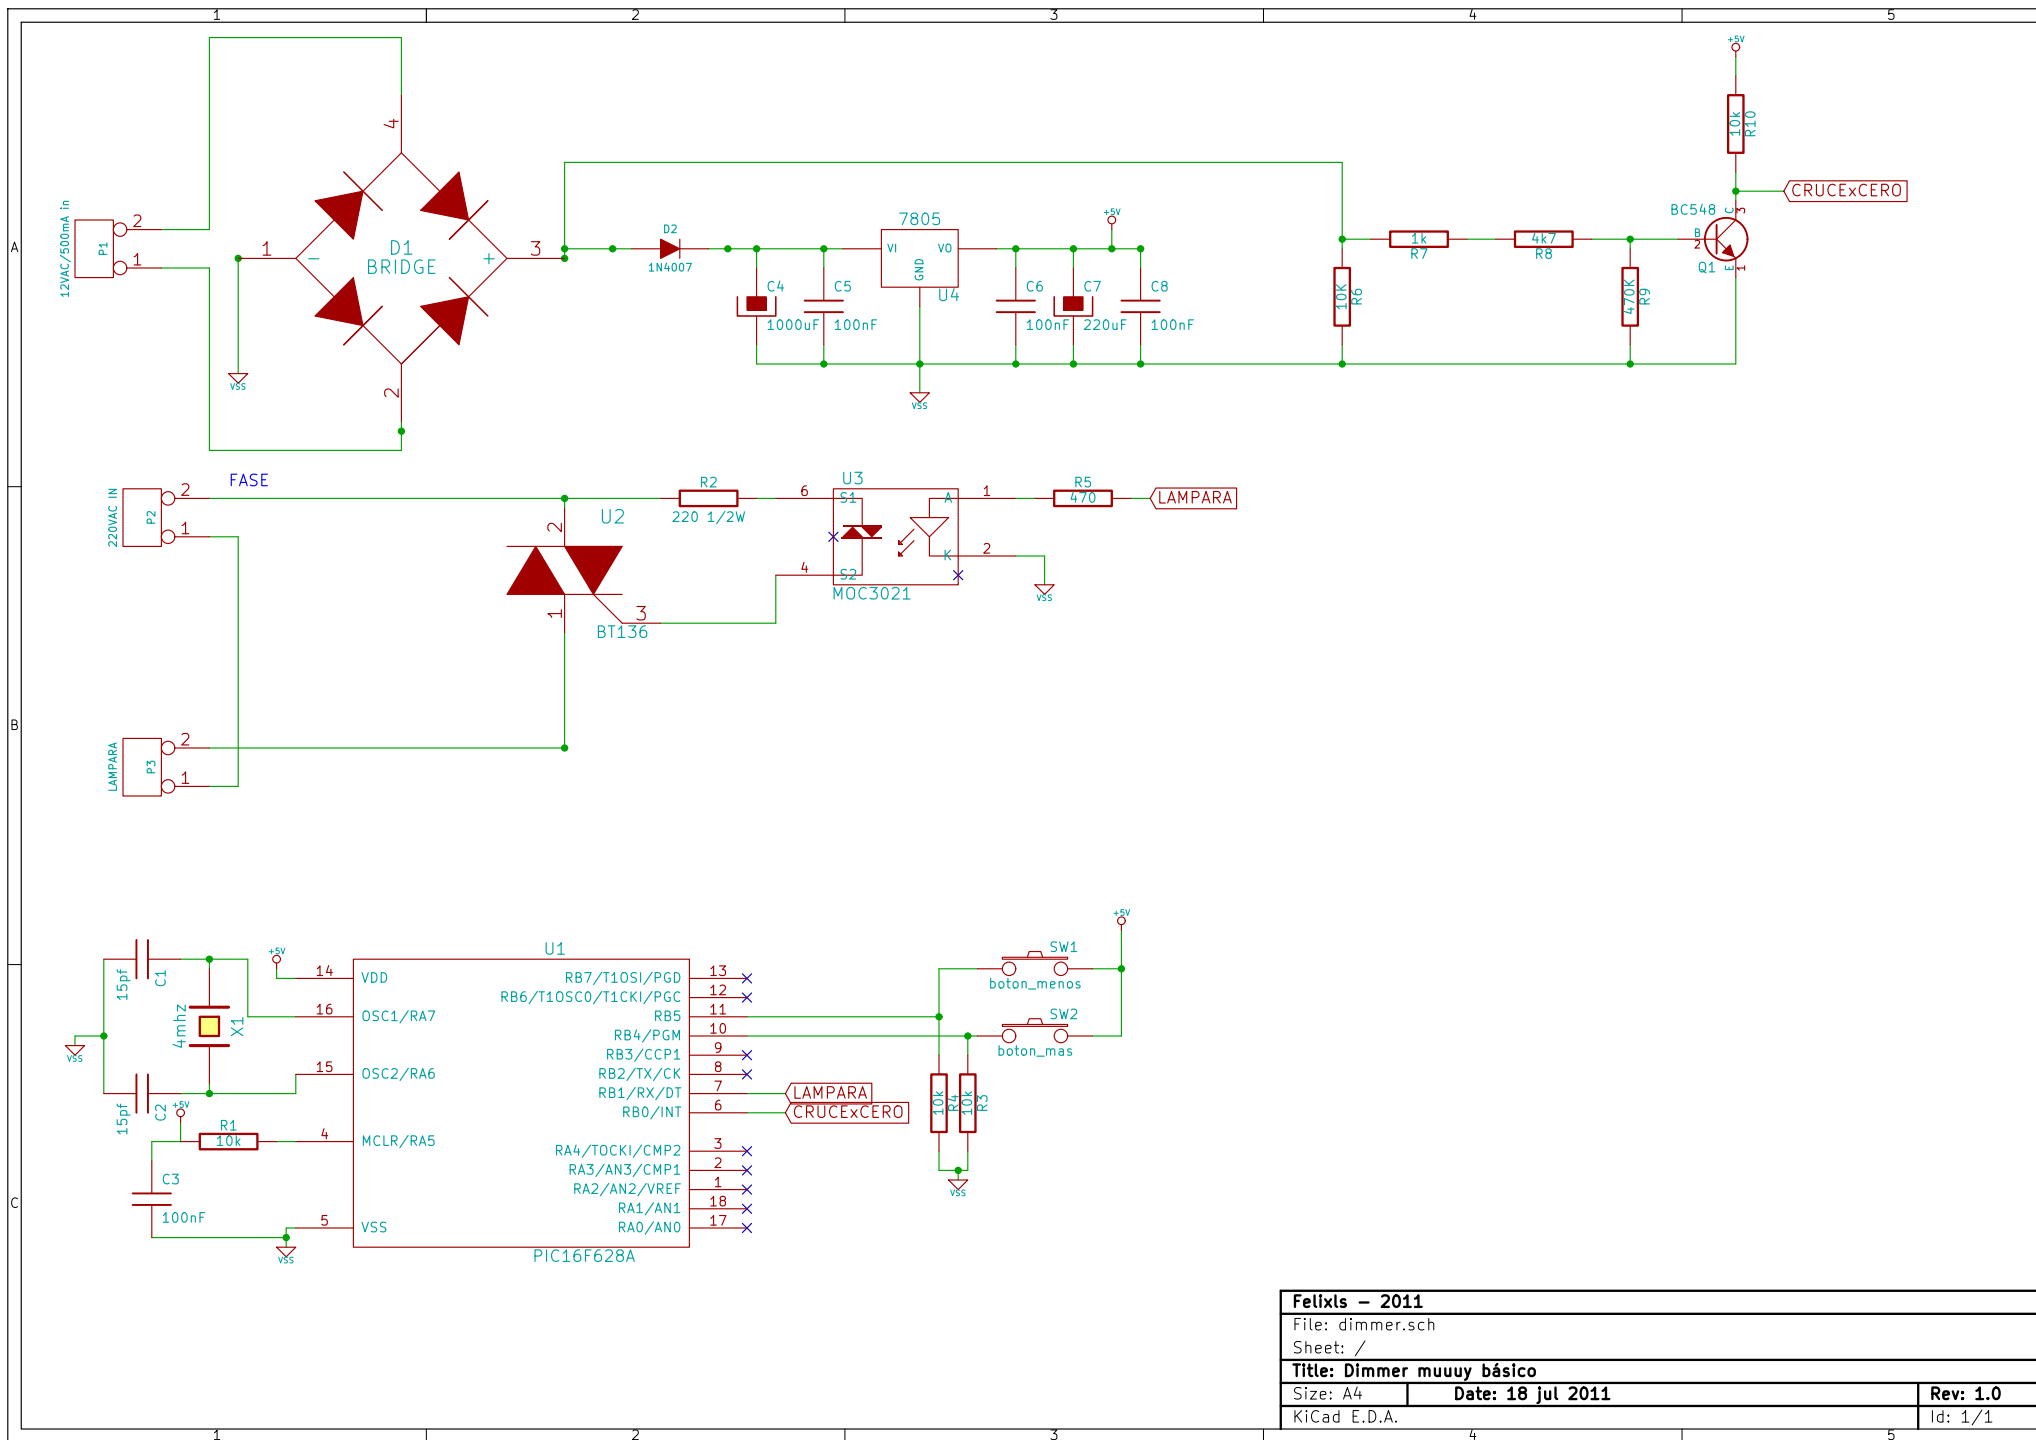 1 2 3 4 5
A
B
C
12VAC/500mA in
P1
2
1
4
1
D1
BRIDGE
−
+
3
2
VSS
D2
1N4007
C4
1000uF
C5
100nF
7805
VI
VO
GND
U4
VSS
+5V
C6
100nF
C7
220uF
C8
100nF
10K
R6
1k
R7
4k7
R8
470K
R9
+5V
10k
R10
CRUCExCERO
BC548
B
2
C
3
E
1
Q1
FASE
220VAC IN
P2
2
1
U2
2
1
3
BT136
R2
220 1/2W
U3
6
S1
4
S2
A
1
K
2
MOC3021
R5
470
LAMPARA
VSS
LAMPARA
P3
2
1
15pf
C1
4mhz
X1
15pf
C2
VSS
+5V
+5V
R1
10k
C3
100nF
VSS
U1
14 VDD
16 OSC1/RA7
15 OSC2/RA6
4 MCLR/RA5
5 VSS
RB7/T1OSI/PGD 13
RB6/T1OSCO/T1CKI/PGC 12
RB5 11
RB4/PGM 10
RB3/CCP1 9
RB2/TX/CK 8
RB1/RX/DT 7
RB0/INT 6
RA4/TOCKI/CMP2 3
RA3/AN3/CMP1 2
RA2/AN2/VREF 1
RA1/AN1 18
RA0/AN0 17
PIC16F628A
LAMPARA
CRUCExCERO
+5V
SW1
boton_menos
SW2
boton_mas
10k
R4
10k
R3
VSS
Felixls − 2011
File: dimmer.sch
Sheet: /
Title: Dimmer muuuy básico
Size: A4 Date: 18 jul 2011 Rev: 1.0
KiCad E.D.A. Id: 1/1
1 2 3 4 5